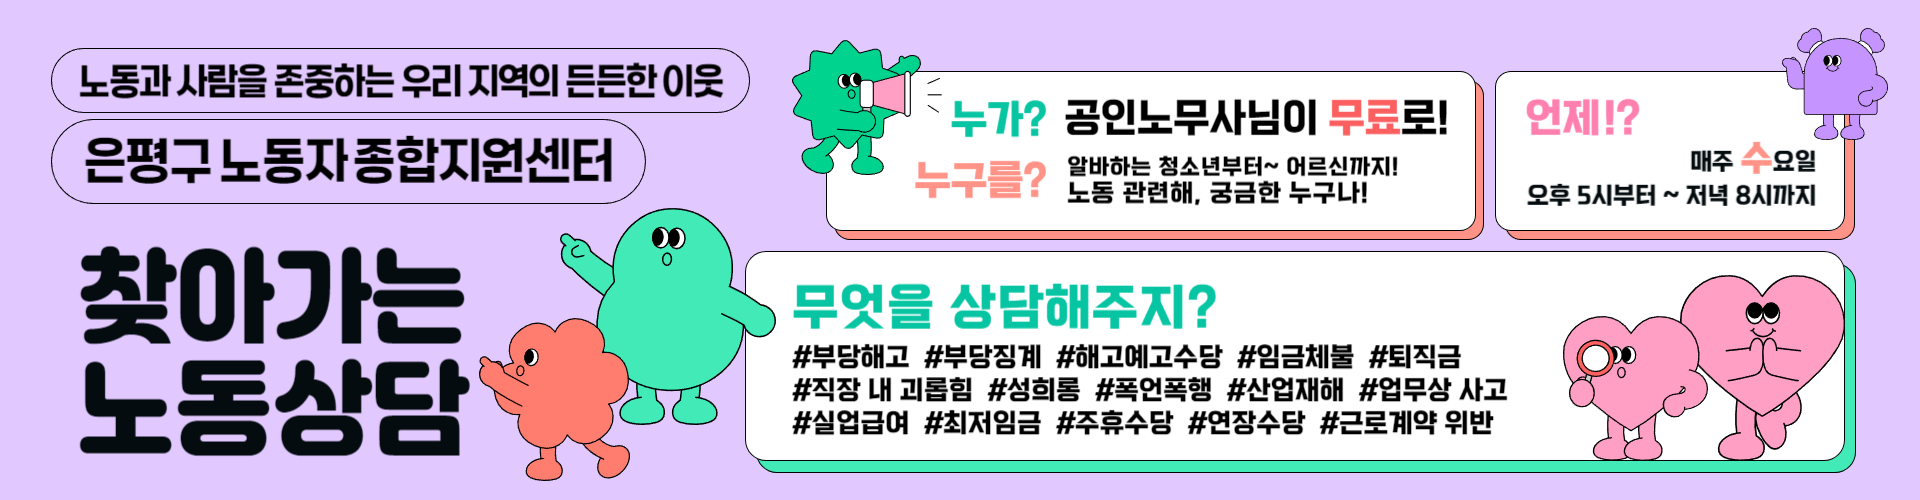 노동과 사람을 존중하는 우리 지역의 든든한 이웃
은평구 노동자 종합지원센터
찾아가는
노동상담
누가? 공인노무사님이 무료로!
누구를? 알바하는 청소년부터~ 어르신까지!
노동 관련해, 궁금한 누구나!
언제!?
매주 수요일
오후 5시부터 ~ 저녁 8시까지
무엇을 상담해주지?
#부당해고 #부당징계 #해고예고수당 #임금체불 #퇴직금
#직장 내 괴롭힘 #성희롱 #폭언폭행 #산업재해 #업무상 사고
#실업급여 #최저임금 #주휴수당 #연장수당 #근로계약 위반